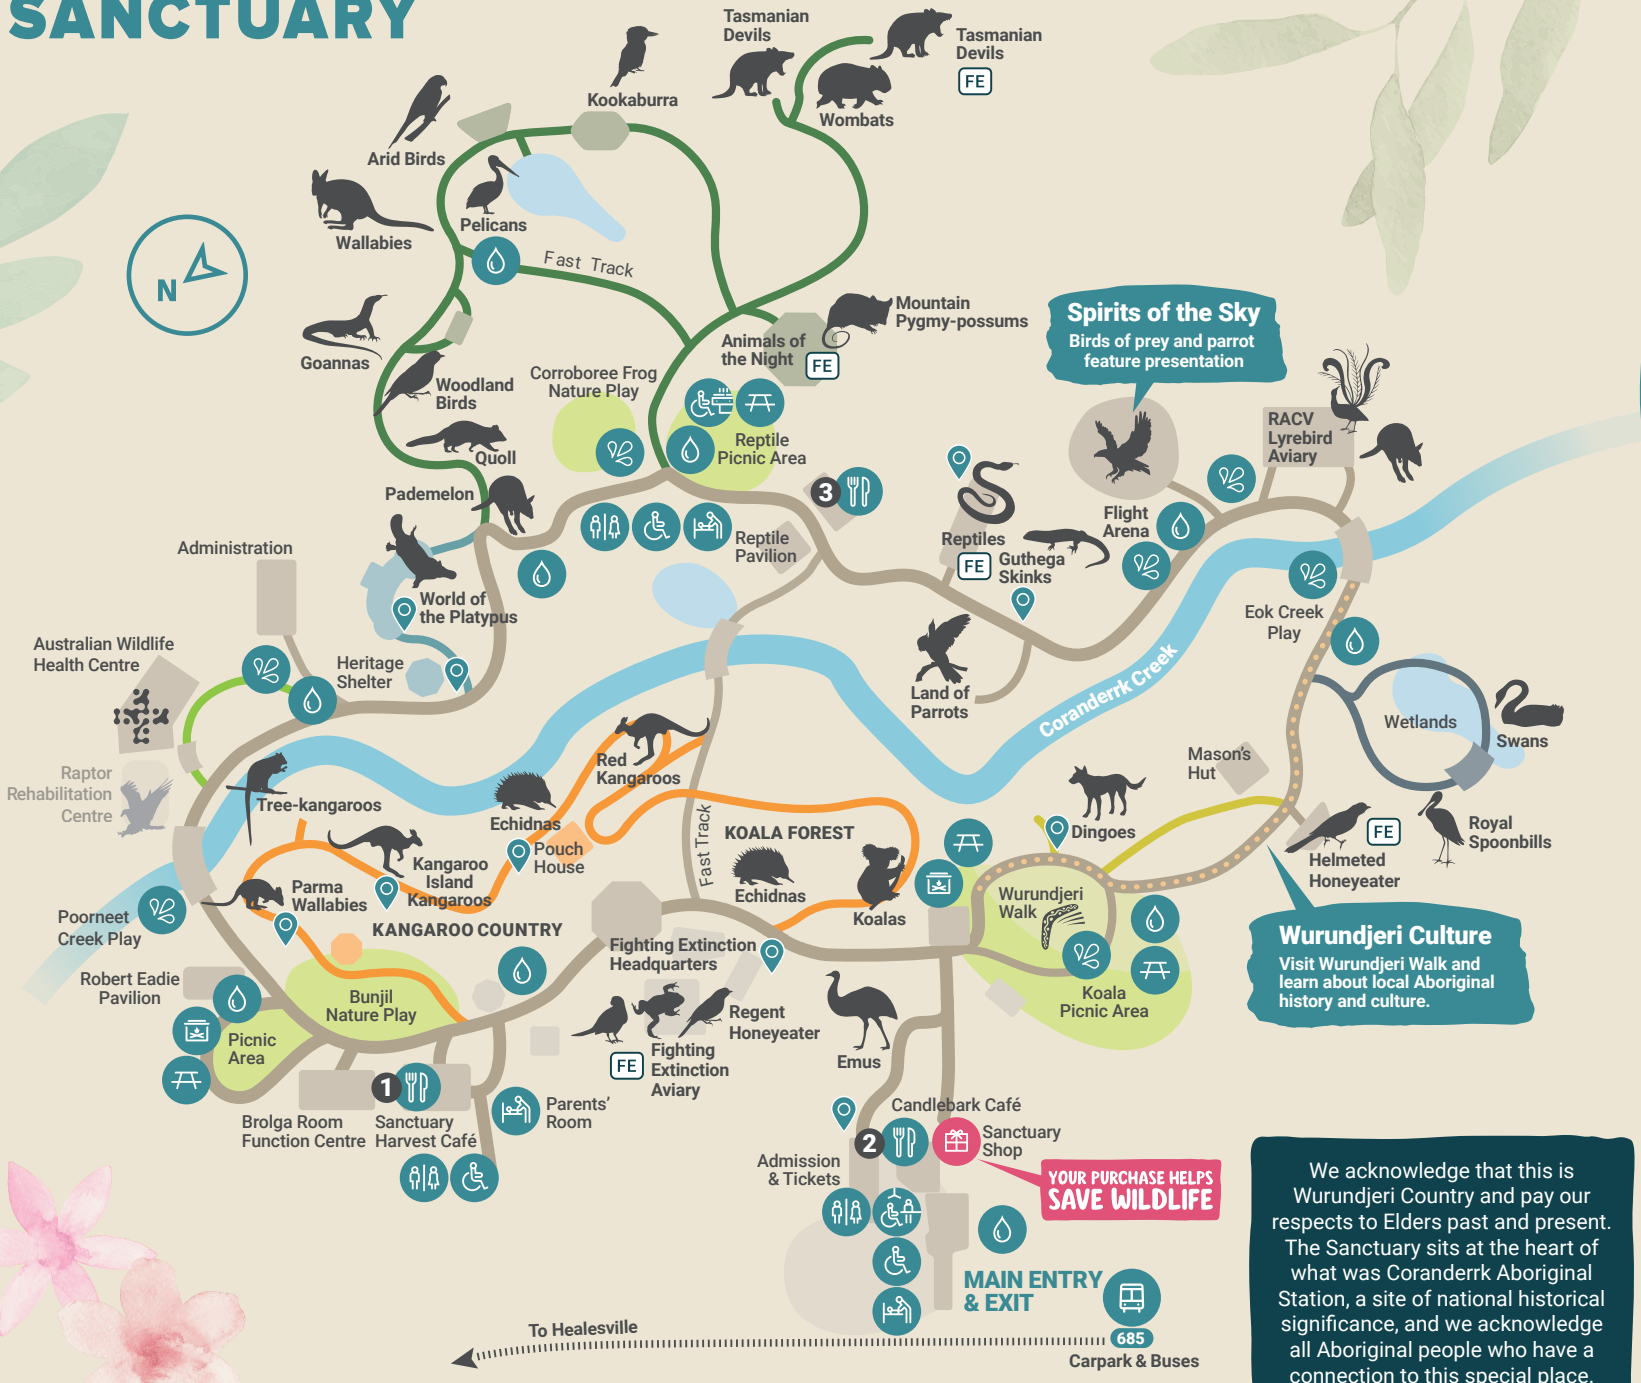 SANCTUARY
Tasmanian
Devils
Tasmanian
Devils
FE
Kookaburra
Wombats
Arid Birds
Pelicans
Wallabies
Fast Track
N
Goannas
Mountain
Pygmy-possums
Animals of
the Night
FE
Spirits of the Sky
Birds of prey and parrot
feature presentation
Woodland
Birds
Corroboree Frog
Nature Play
Quoll
Reptile
Picnic Area
RACV
Lyrebird
Aviary
Pademelon
3
Flight
Arena
Reptile
Pavilion
Reptiles
FE
Guthega
Skinks
Administration
World of
the Platypus
Eok Creek
Play
Australian Wildlife
Health Centre
Heritage
Shelter
Land of
Parrots
Coranderrk Creek
Wetlands
Swans
Mason's
Hut
Red
Kangaroos
Raptor
Rehabilitation
Centre
Tree-kangaroos
Echidnas
Pouch
House
Fast Track
KOALA FOREST
Echidnas
Koalas
Dingoes
FE
Royal
Spoonbills
Helmeted
Honeyeater
Kangaroo
Island
Kangaroos
Parma
Wallabies
Wurundjeri
Walk
Poorneet
Creek Play
KANGAROO COUNTRY
Fighting Extinction
Headquarters
Wurundjeri Culture
Visit Wurundjeri Walk and
learn about local Aboriginal
history and culture.
Robert Eadie
Pavilion
Bunjil
Nature Play
Koala
Picnic Area
Regent
Honeyeater
Picnic
Area
FE
Fighting
Extinction
Aviary
Emus
1
Brolga Room
Function Centre
Sanctuary
Harvest Café
Parents'
Room
Candlebark Café
2
Sanctuary
Shop
Admission
& Tickets
YOUR PURCHASE HELPS
SAVE WILDLIFE
MAIN ENTRY
& EXIT
685
Carpark & Buses
To Healesville
We acknowledge that this is
Wurundjeri Country and pay our
respects to Elders past and present.
The Sanctuary sits at the heart of
what was Coranderrk Aboriginal
Station, a site of national historical
significance, and we acknowledge
all Aboriginal people who have a
connection to this special place.